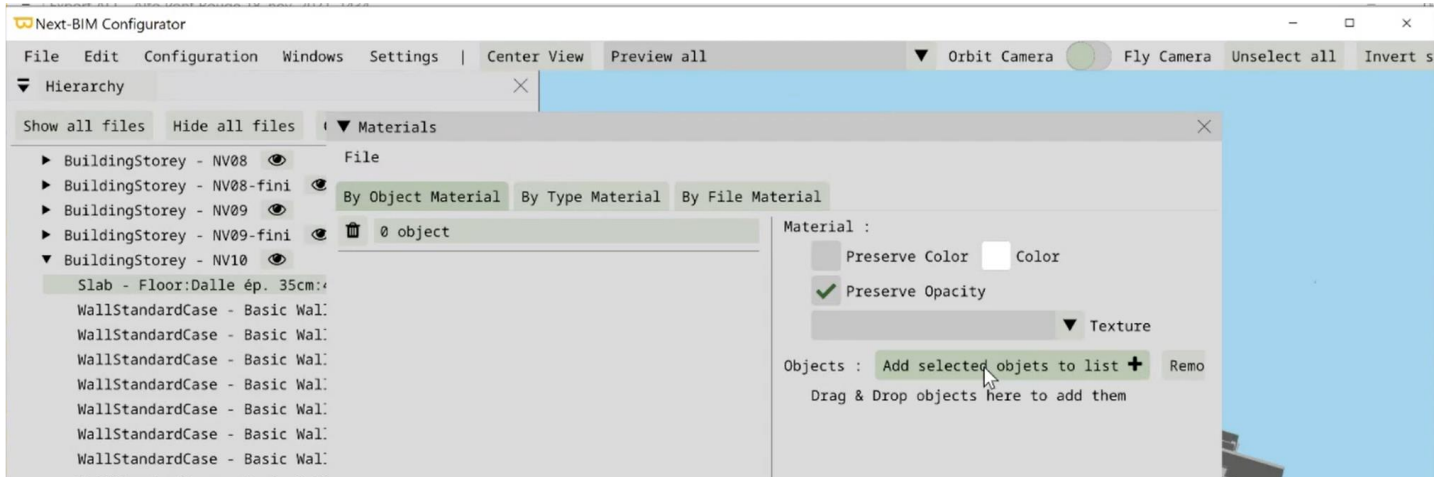 Next-BIM Configurator
File Edit Configuration Windows Settings | Center View Preview all Orbit Camera Fly Camera Unselect all Invert s
Hierarchy
Show all files Hide all files
Materials
File
BuildingStorey - NV08
BuildingStorey - NV08-fini
BuildingStorey - NV09
BuildingStorey - NV09-fini
BuildingStorey - NV10
Slab - Floor:Dalle ép. 35cm:
WallStandardCase - Basic Wal
WallStandardCase - Basic Wal
WallStandardCase - Basic Wal
WallStandardCase - Basic Wal
WallStandardCase - Basic Wal
WallStandardCase - Basic Wal
WallStandardCase - Basic Wal
By Object Material By Type Material By File Material
0 object
Material :
Preserve Color Color
Preserve Opacity
Texture
Objects : Add selected objets to list + Remo
Drag & Drop objects here to add them